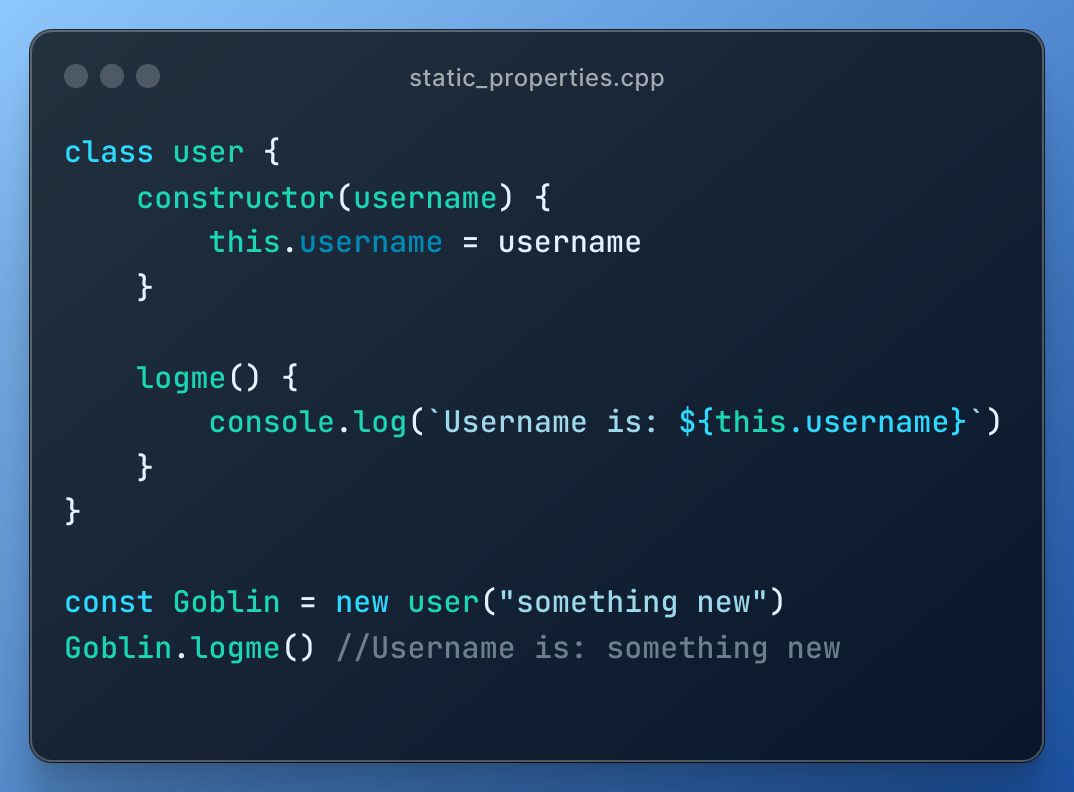 static_properties.cpp
class user {
    constructor(username) {
        this.username = username
    }
    logme() {
        console.log(`Username is: ${this.username}`)
    }
}
const Goblin = new user("something new")
Goblin.logme() //Username is: something new